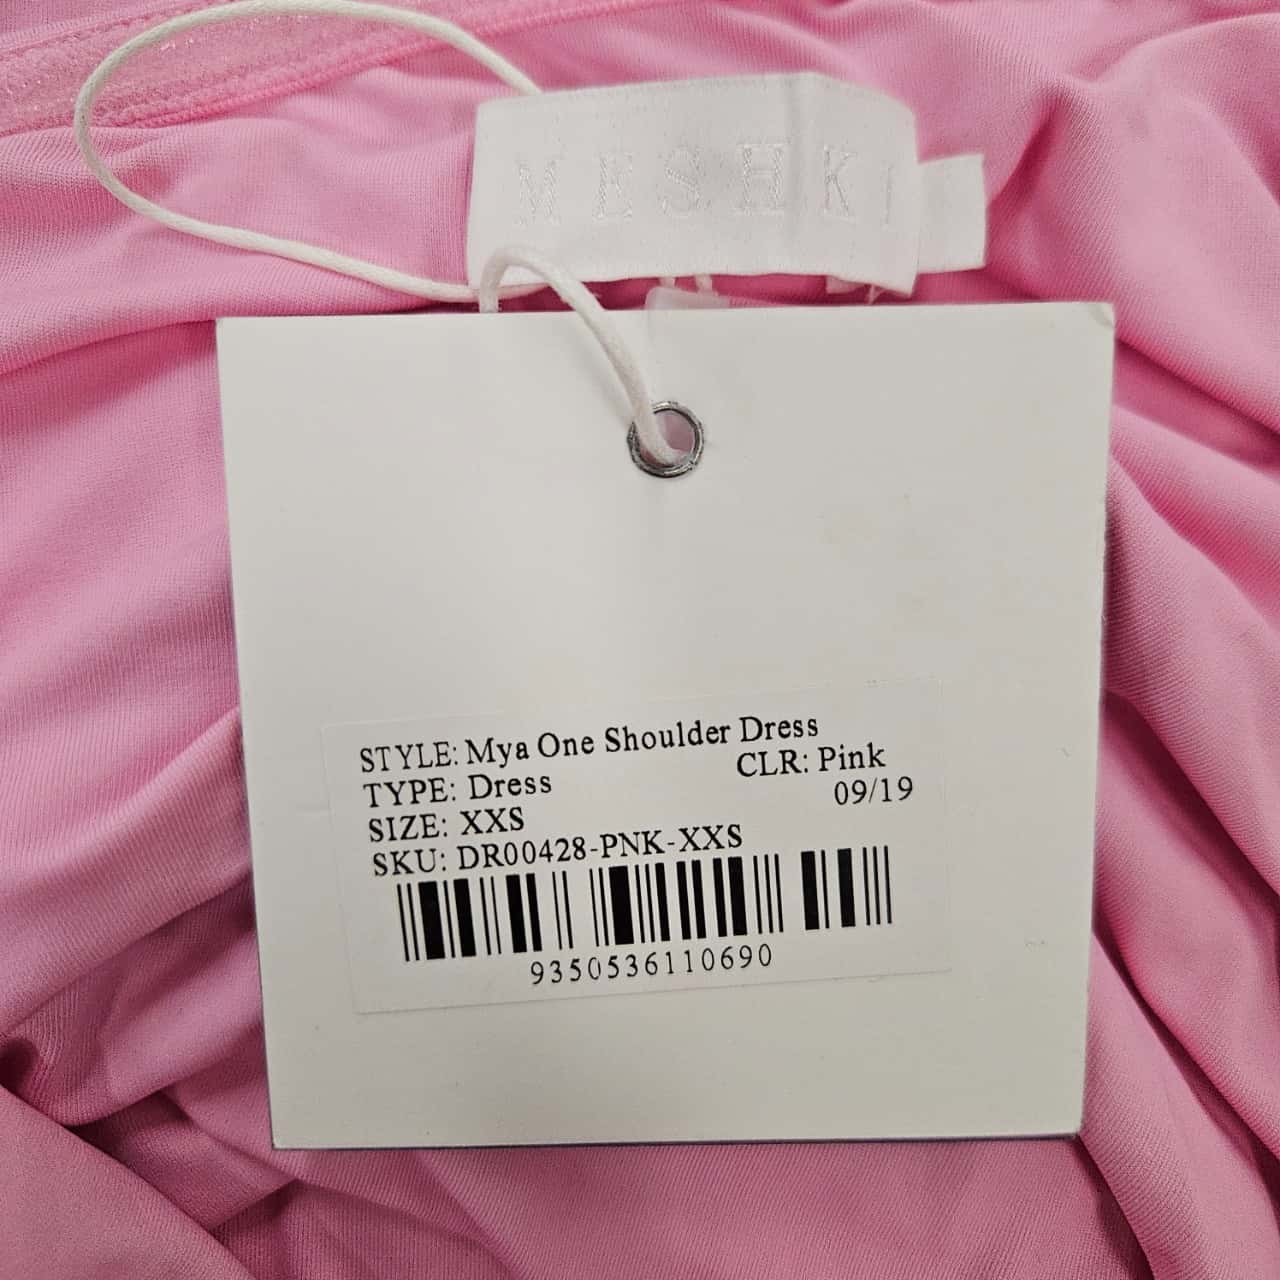 MESHKI
STYLE: Mya One Shoulder Dress
TYPE: Dress CLR: Pink
SIZE: XXS 09/19
SKU: DR00428-PNK-XXS
9350536110690